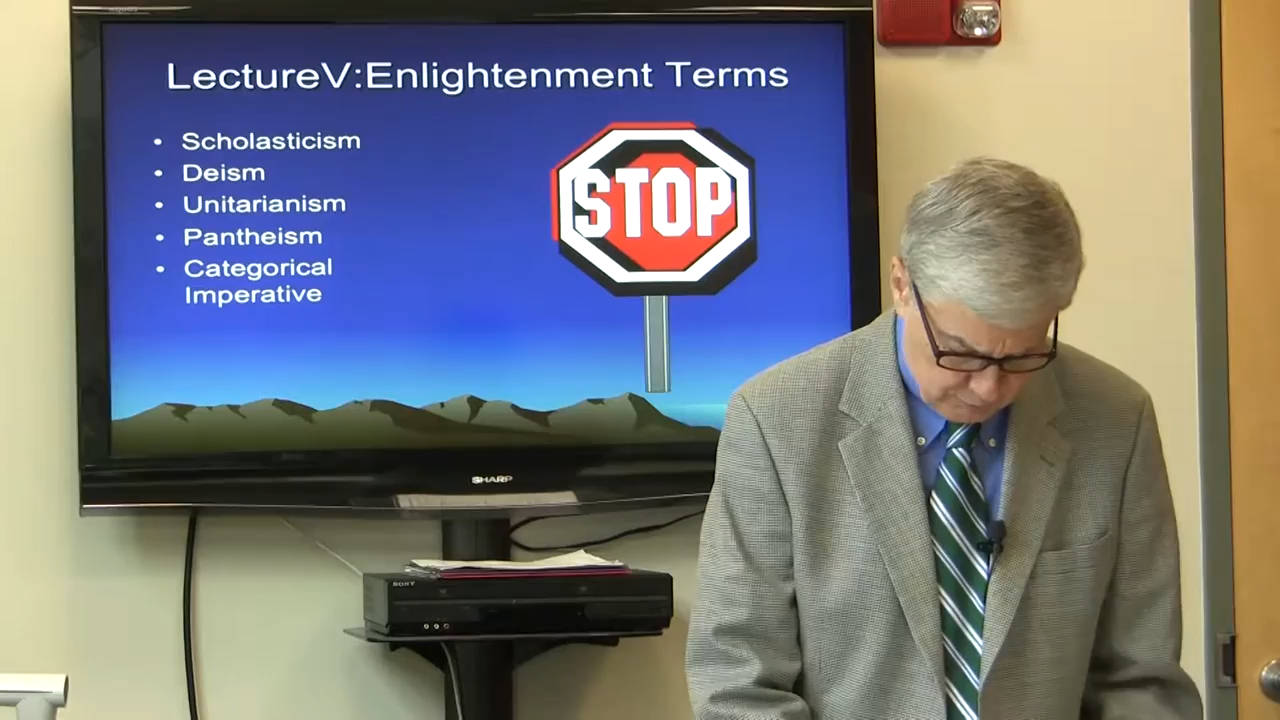 LectureV:Enlightenment Terms
• Scholasticism
• Deism
• Unitarianism
• Pantheism
• Categorical
Imperative
STOP
SHARP
SONY